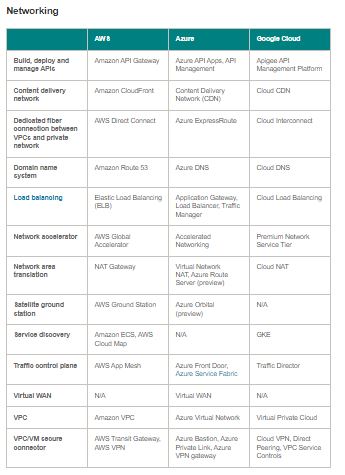 Networking
AWS Azure Google Cloud
Build, deploy and Amazon API Gateway Azure API Apps, API Apigee API
manage APIs Management Management Platform
Content delivery Amazon CloudFront Content Delivery Cloud CDN
network Network (CDN)
Dedicated fiber AWS Direct Connect Azure ExpressRoute Cloud Interconnect
connection between
VPCs and private
network
Domain name Amazon Route 53 Azure DNS Cloud DNS
system
Load balancing Elastic Load Balancing Application Gateway, Cloud Load Balancing
(ELB) Load Balancer, Traffic
Manager
Network accelerator AWS Global Accelerated Premium Network
Accelerator Networking Service Tier
Network area NAT Gateway Virtual Network Cloud NAT
translation NAT, Azure Route
Server (preview)
Satellite ground AWS Ground Station Azure Orbital N/A
station (preview)
Service discovery Amazon ECS, AWS N/A GKE
Cloud Map
Traffic control plane AWS App Mesh Azure Front Door, Traffic Director
Azure Service Fabric
Virtual WAN N/A Virtual WAN N/A
VPC Amazon VPC Azure Virtual Network Virtual Private Cloud
VPC/VM secure AWS Transit Gateway, Azure Bastion, Azure Cloud VPN, Direct
connector AWS VPN Private Link, Azure Peering, VPC Service
VPN gateway Controls